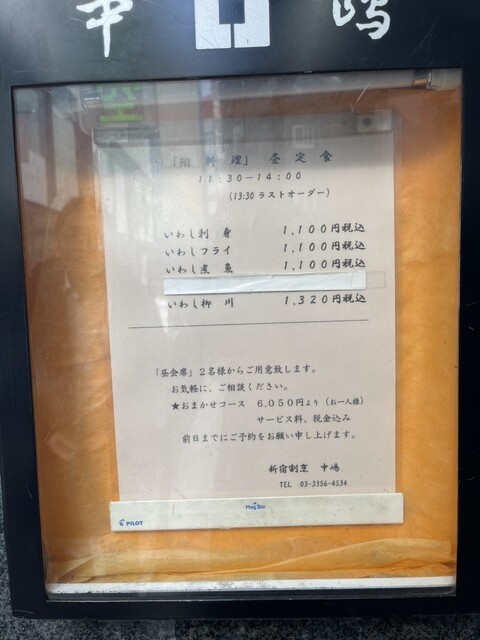 中 嶋
「鰯 料 理」 昼 定 食
11:30―14:00
(13:30 ラストオーダー)
いわし刺 身 1,100円税込
いわしフライ 1,100円税込
いわし煮 魚 1,100円税込
いわし柳 川 1,320円税込
「昼会席」2名様からご用意致します。
お気軽に、ご相談ください。
★おまかせコース 6,050円より (お一人様)
サービス料、税金込み
前日までにご予約をお願い申し上げます。
新宿割烹 中嶋
TEL 03-3356-4534
Mag Bar
PILOT